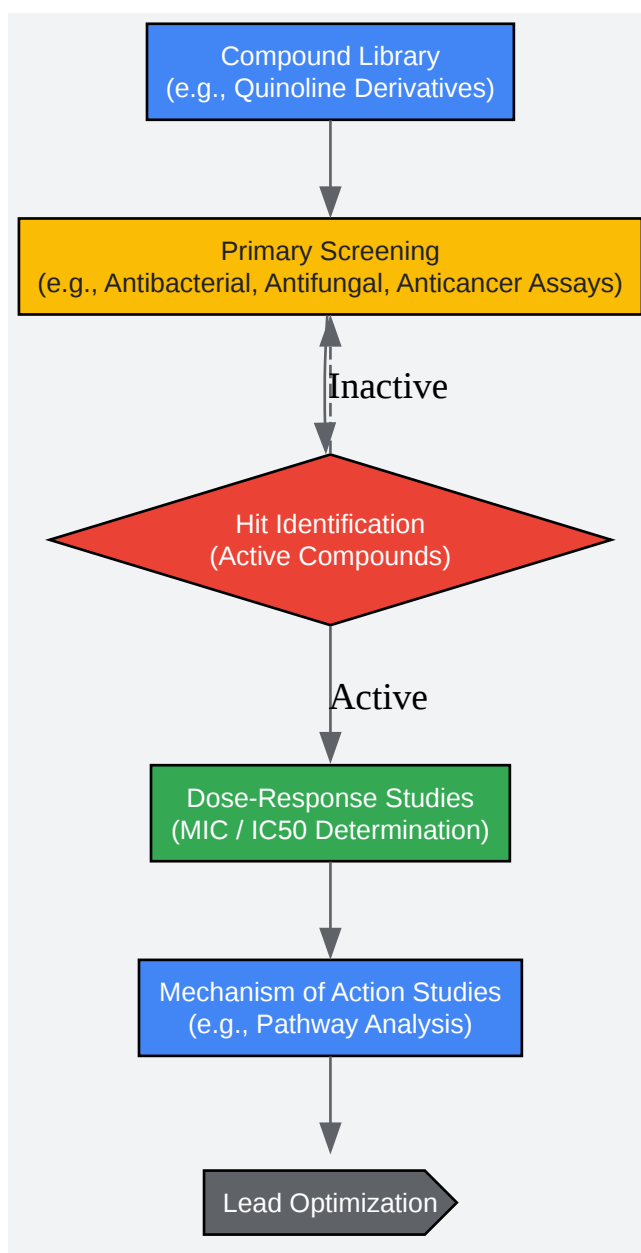 Compound Library
(e.g., Quinoline Derivatives)
Primary Screening
(e.g., Antibacterial, Antifungal, Anticancer Assays)
Inactive
Hit Identification
(Active Compounds)
Active
Dose-Response Studies
(MIC / IC50 Determination)
Mechanism of Action Studies
(e.g., Pathway Analysis)
Lead Optimization